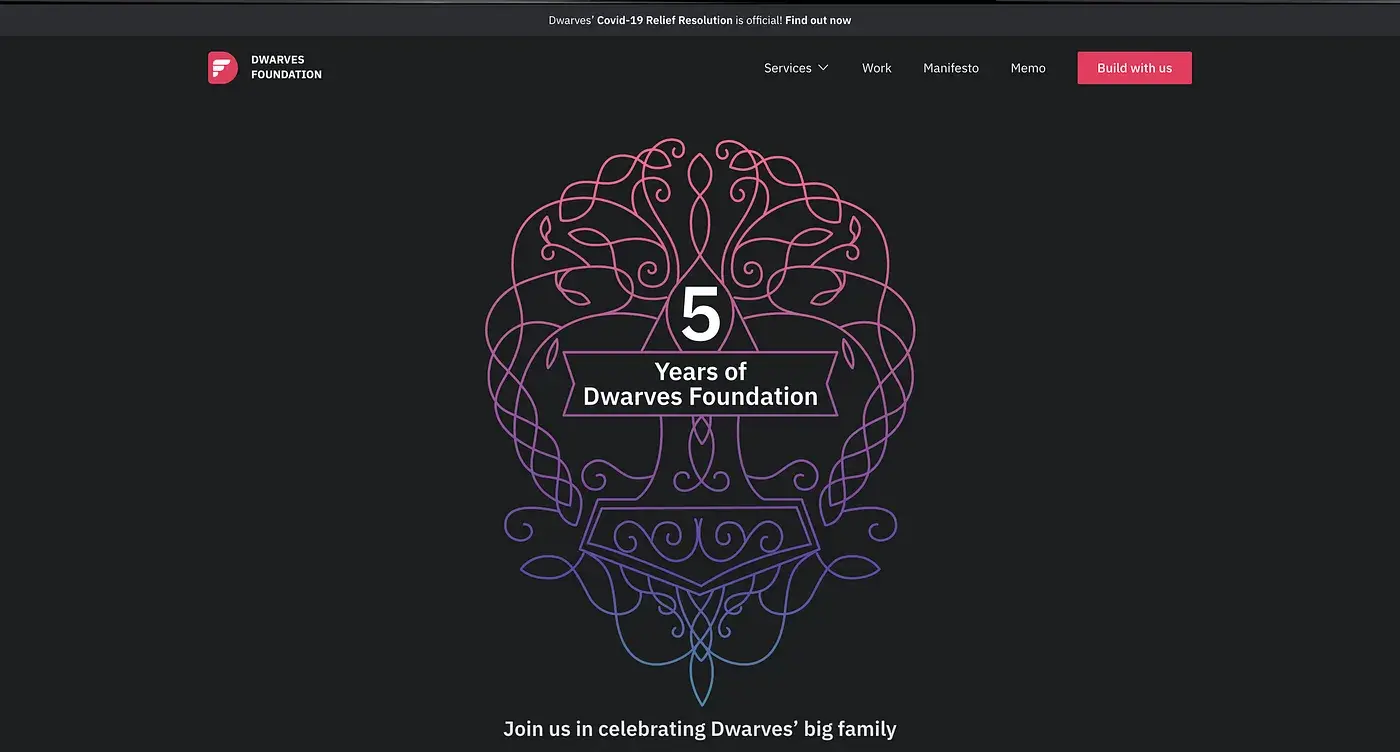 Dwarves’ Covid-19 Relief Resolution is official! Find out now
DWARVES
FOUNDATION
Services
Work
Manifesto
Memo
Build with us
5
Years of
Dwarves Foundation
Join us in celebrating Dwarves’ big family